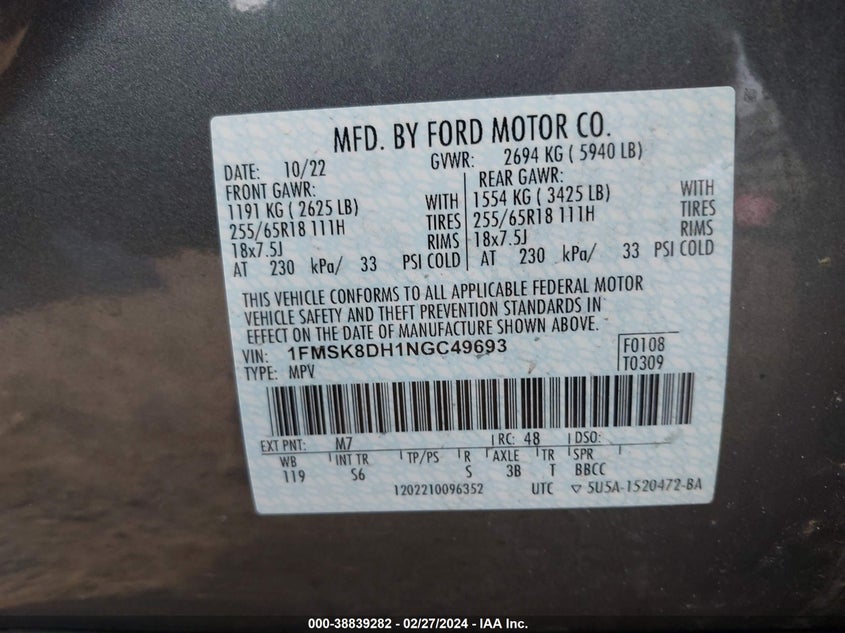 MFD. BY FORD MOTOR CO.
DATE: 10/22 GVWR: 2694 KG ( 5940 LB)
FRONT GAWR: REAR GAWR:
1191 KG ( 2625 LB) WITH 1554 KG ( 3425 LB) WITH
255/65R18 111H TIRES 255/65R18 111H TIRES
18x7.5J RIMS 18x7.5J RIMS
AT 230 kPa/ 33 PSI COLD AT 230 kPa/ 33 PSI COLD
THIS VEHICLE CONFORMS TO ALL APPLICABLE FEDERAL MOTOR
VEHICLE SAFETY AND THEFT PREVENTION STANDARDS IN
EFFECT ON THE DATE OF MANUFACTURE SHOWN ABOVE.
VIN: 1FMSK8DH1NGC49693 F0108
TYPE: MPV T0309
EXT PNT: M7 RC: 48 DSO:
WB INT TR TP/PS R AXLE TR SPR
119 S6 S 3B T BBCC
1202210096352 UTC ▽ 5U5A-1520472-BA
000-38839282 - 02/27/2024 - IAA Inc.